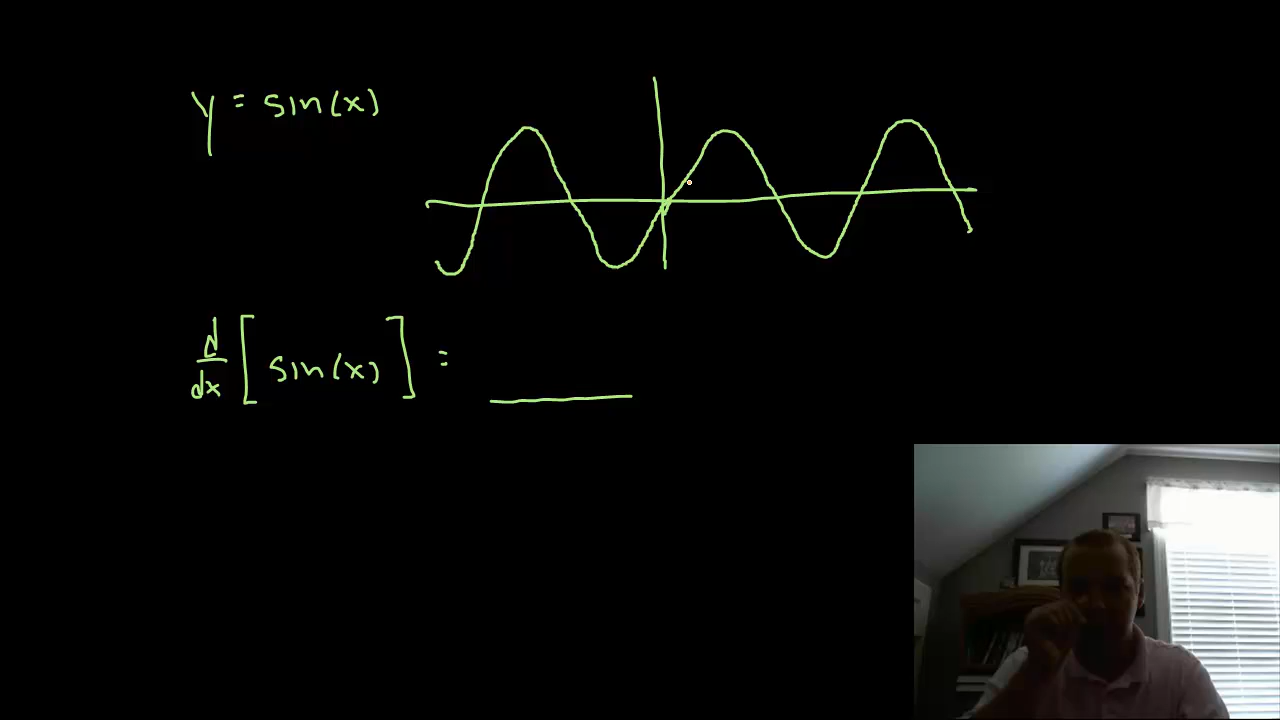 y = sin(x)
d/dx [ sin(x) ] = ______